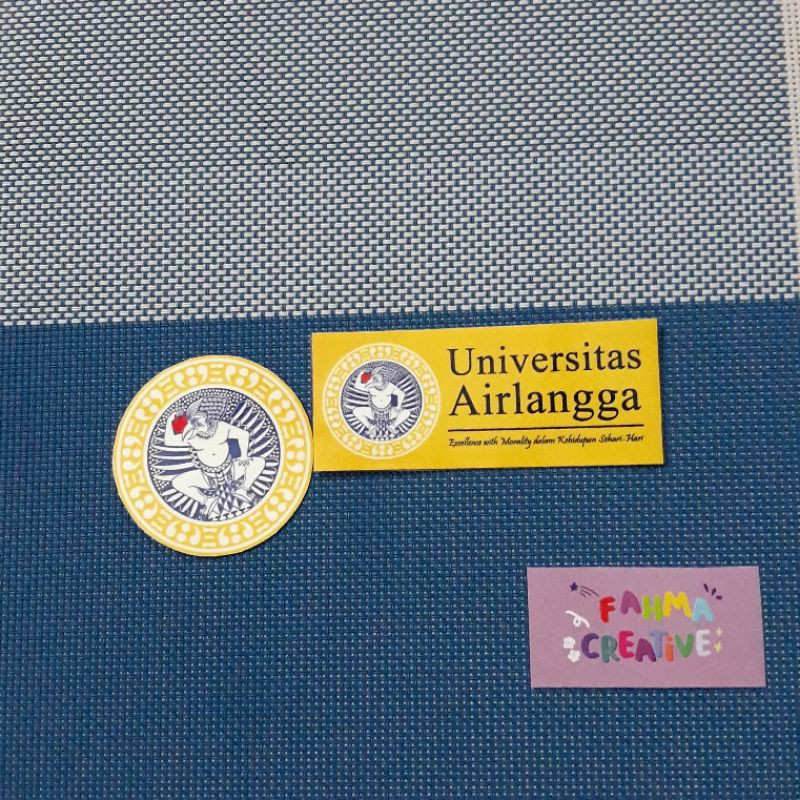 Universitas
Airlangga
Excellence with Morality dalam Kehidupan Sehari-Hari
FAHMA
CREATIVE